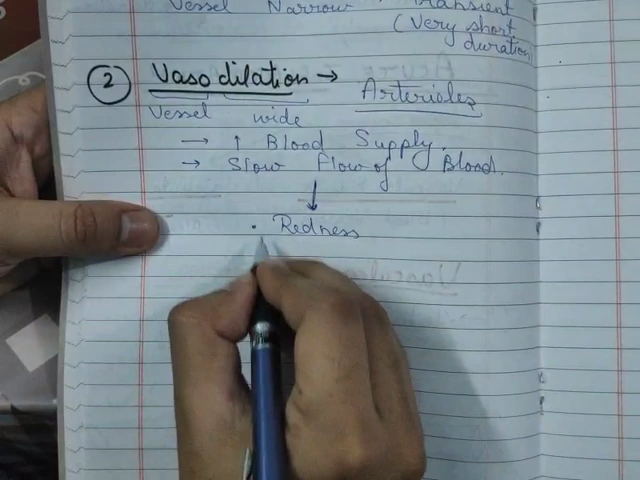 Vessel Narrow Transient
(Very short
duration)
2 Vasodilation → Arterioles
Vessel wide
→ ↑ Blood Supply.
→ Slow Flow of Blood.
↓
• Redness